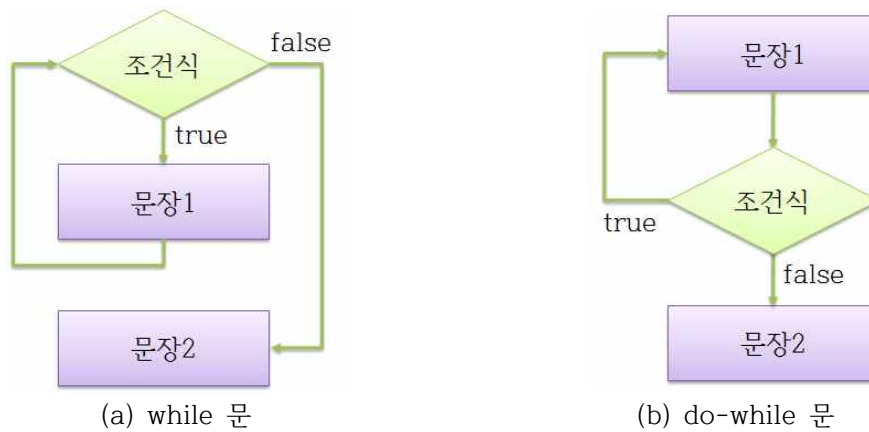 조건식
false
true
문장1
문장2
(a) while 문
문장1
조건식
true
false
문장2
(b) do-while 문